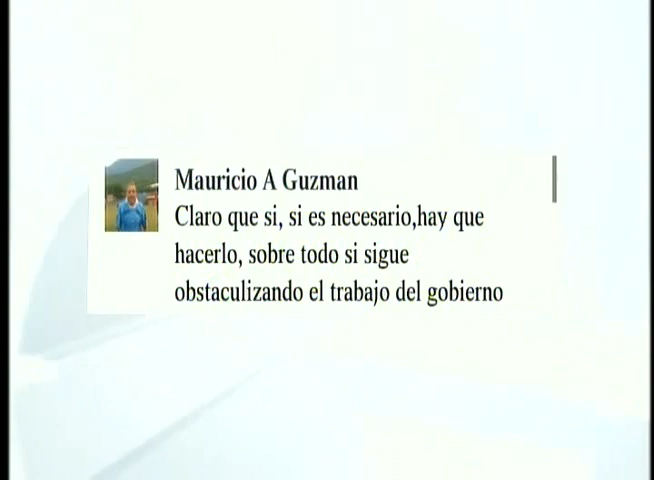 Mauricio A Guzman
Claro que si, si es necesario,hay que
hacerlo, sobre todo si sigue
obstaculizando el trabajo del gobierno